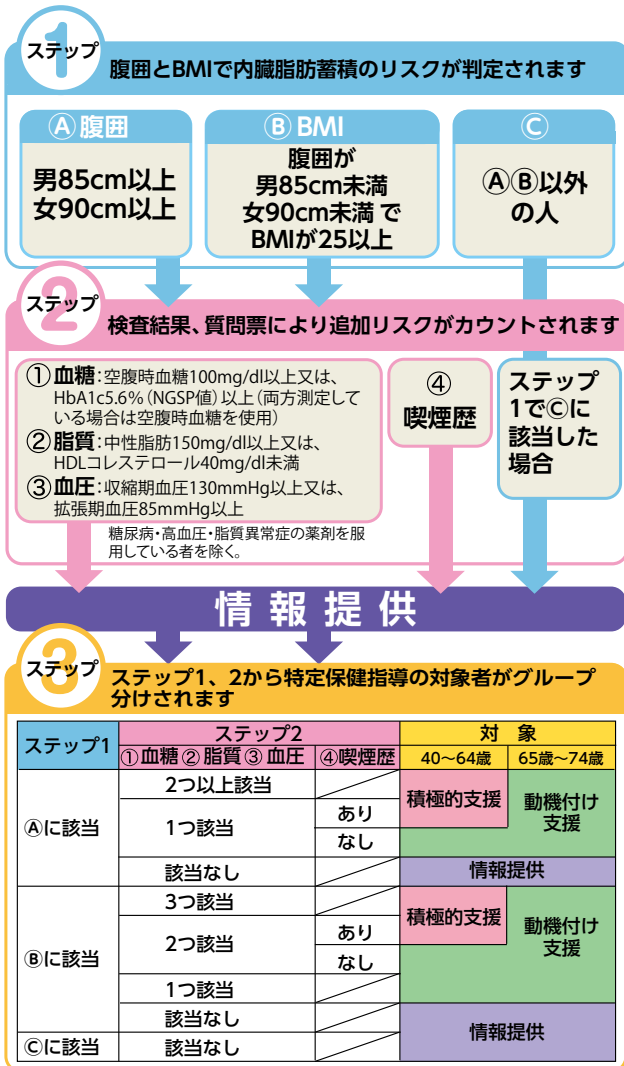 ステップ
1
腹囲とBMIで内臓脂肪蓄積のリスクが判定されます
Ⓐ腹囲
男85cm以上
女90cm以上
Ⓑ BMI
腹囲が
男85cm未満
女90cm未満 で
BMIが25以上
Ⓒ
ⒶⒷ以外
の人
ステップ
2
検査結果、質問票により追加リスクがカウントされます
①血糖:空腹時血糖100mg/dl以上又は、
HbA1c5.6%(NGSP値)以上(両方測定して
いる場合は空腹時血糖を使用)
②脂質:中性脂肪150mg/dl以上又は、
HDLコレステロール40mg/dl未満
③血圧:収縮期血圧130mmHg以上又は、
拡張期血圧85mmHg以上
糖尿病・高血圧・脂質異常症の薬剤を服
用している者を除く。
④
喫煙歴
ステップ
1でⒸに
該当した
場合
情報提供
ステップ
3
ステップ1、2から特定保健指導の対象者がグループ
分けされます
ステップ1
ステップ2
対 象
①血糖 ② 脂質 ③ 血圧
④喫煙歴
40〜64歳
65歳〜74歳
Ⓐに該当
2つ以上該当
1つ該当
あり
なし
該当なし
積極的支援
動機付け
支援
情報提供
Ⓑに該当
3つ該当
2つ該当
あり
なし
1つ該当
該当なし
積極的支援
動機付け
支援
情報提供
Ⓒに該当
該当なし